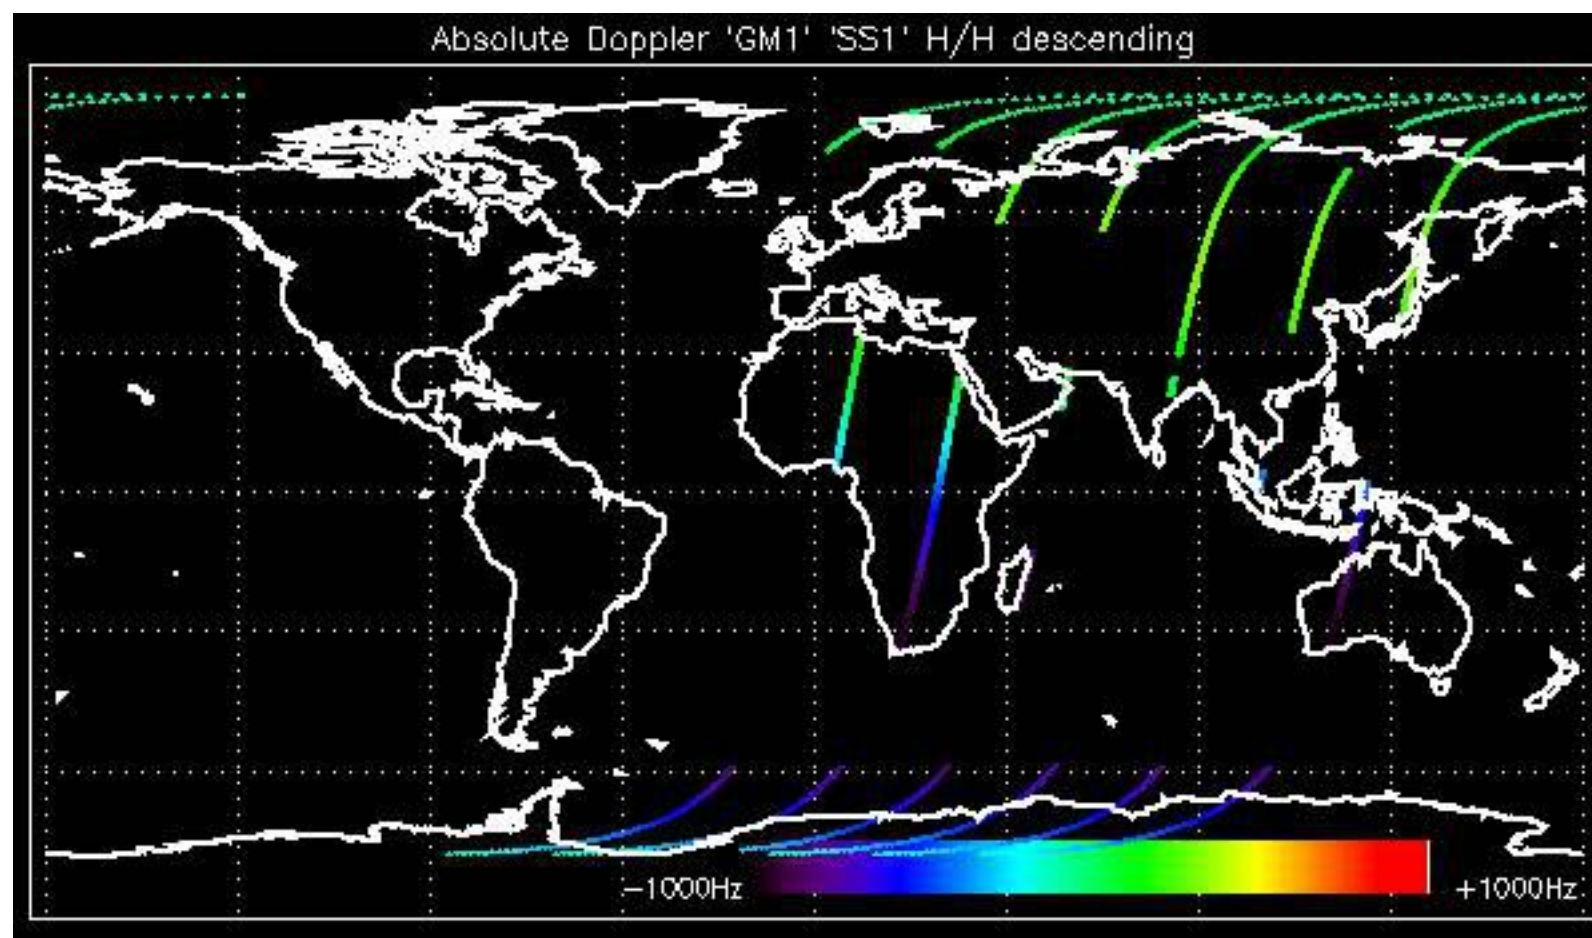 Absolute Doppler 'GM1' 'SS1' H/H descending
-1000Hz
+1000Hz